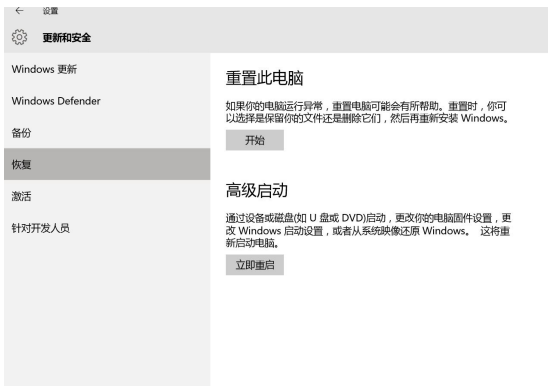 设置
更新和安全
Windows 更新
Windows Defender
备份
恢复
激活
针对开发人员
重置此电脑
如果你的电脑运行异常，重置电脑可能会有所帮助。重置时，你可
以选择是保留你的文件还是删除它们，然后再重新安装 Windows。
开始
高级启动
通过设备或磁盘(如 U 盘或 DVD)启动，更改你的电脑固件设置，更
改 Windows 启动设置，或者从系统映像还原 Windows。 这将重
新启动电脑。
立即重启